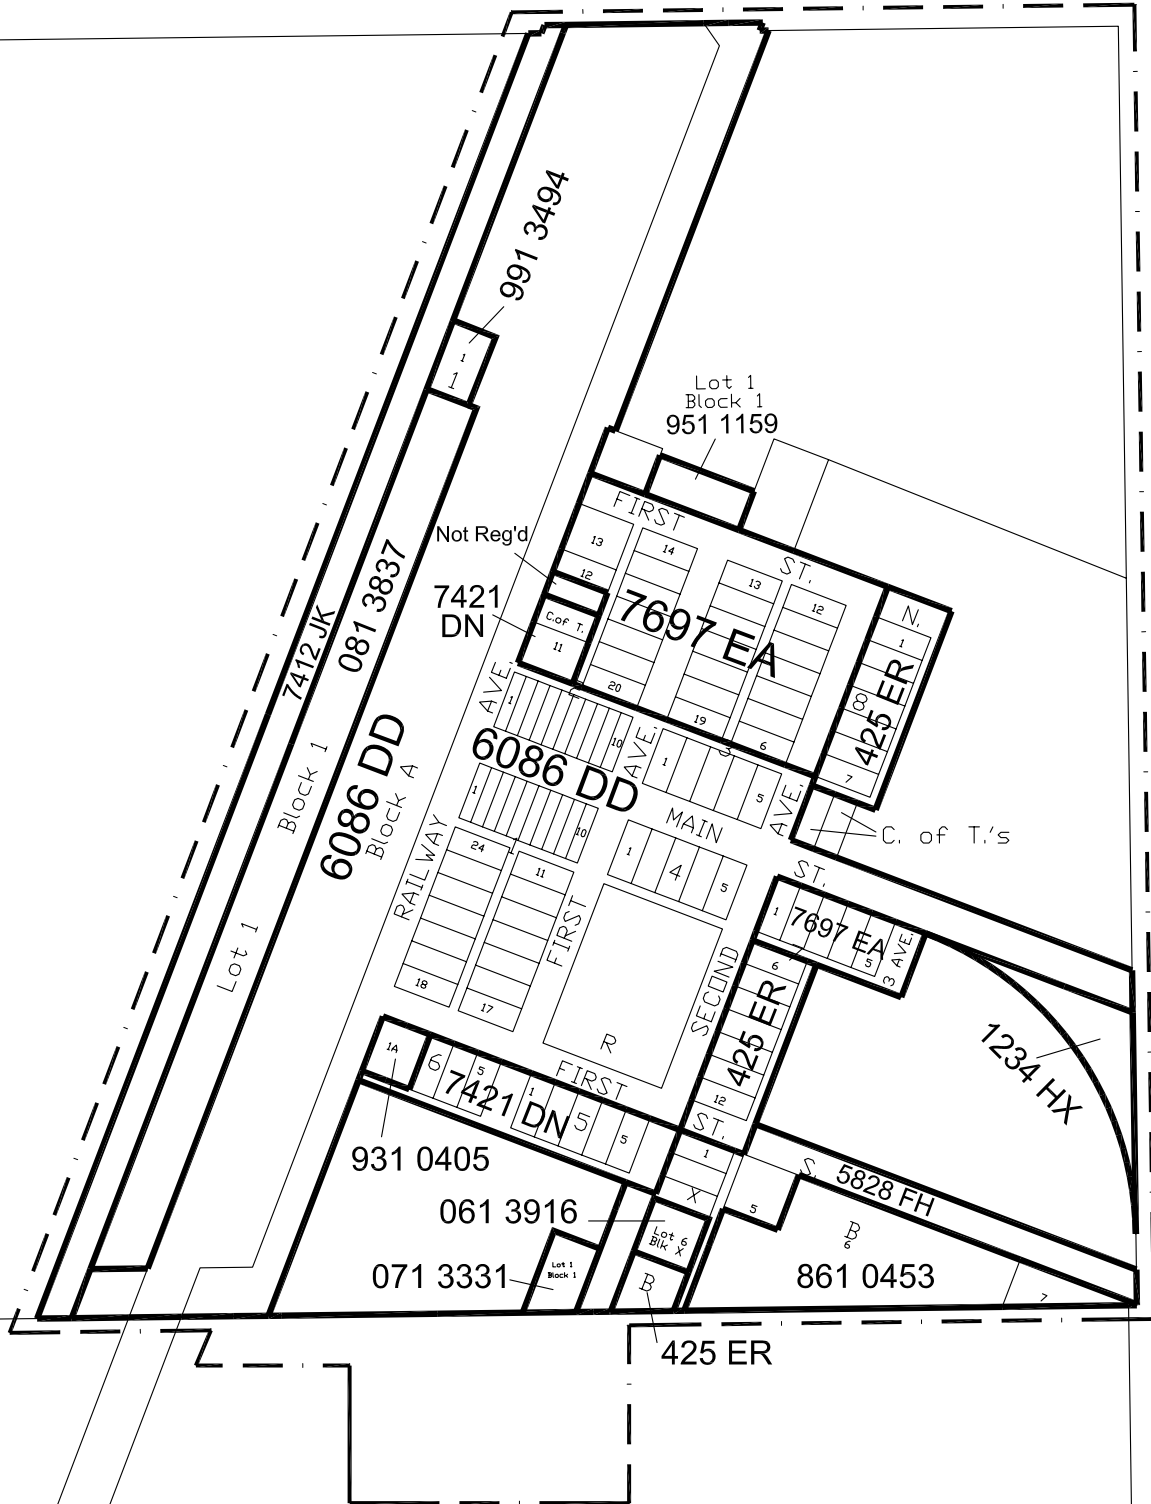 991 3494
1
1
Lot 1
Block 1
951 1159
FIRST
ST.
N.
Not Reg'd
7421
DN
C.of T.
11
13
12
14
20
13
19
12
6
7697 EA
1
8
7
425 ER
7412 JK
081 3837
Block 1
Lot 1
6086 DD
Block A
RAILWAY
AVE.
1
2
10
6086 DD
AVE.
1
3
5
AVE.
MAIN
ST.
C. of T.'s
1
1
10
24
18
11
17
FIRST
1
4
5
R
SECOND
1
7697 EA
5
3 AVE.
6
425 ER
12
1234 HX
1A
6
5
7421 DN
1
5
5
FIRST
ST.
S.
931 0405
061 3916
071 3331
Lot 1
Block 1
1
X
Lot 6
Blk X
B
425 ER
5
5828 FH
B
6
861 0453
7